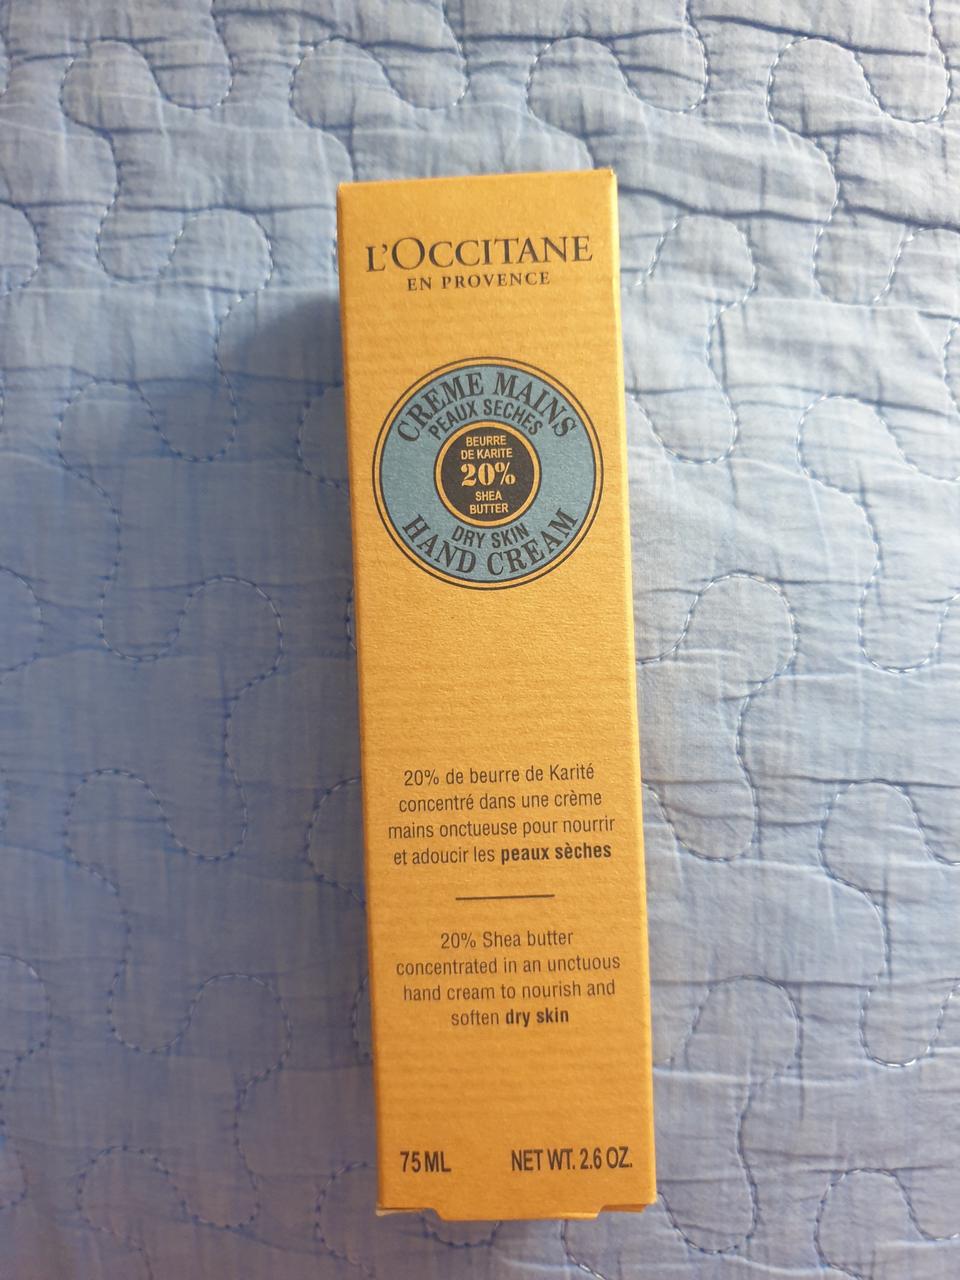 L'OCCITANE
EN PROVENCE
CREME MAINS
PEAUX SECHES
BEURRE
DE KARITE
20%
SHEA
BUTTER
DRY SKIN
HAND CREAM
20% de beurre de Karité
concentré dans une crème
mains onctueuse pour nourrir
et adoucir les peaux sèches
20% Shea butter
concentrated in an unctuous
hand cream to nourish and
soften dry skin
75 ML NET WT. 2.6 OZ.